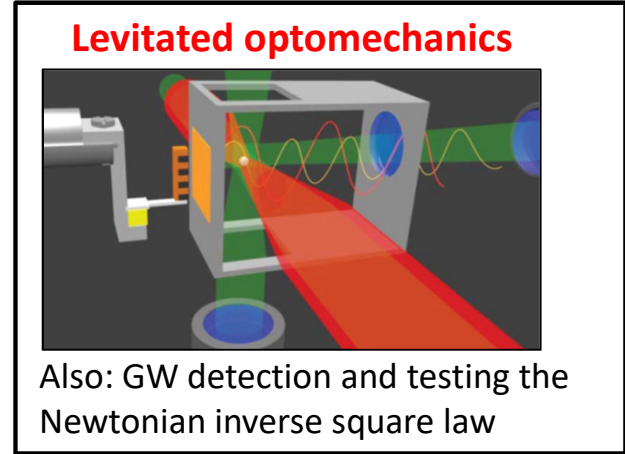 Levitated optomechanics
Also: GW detection and testing the
Newtonian inverse square law